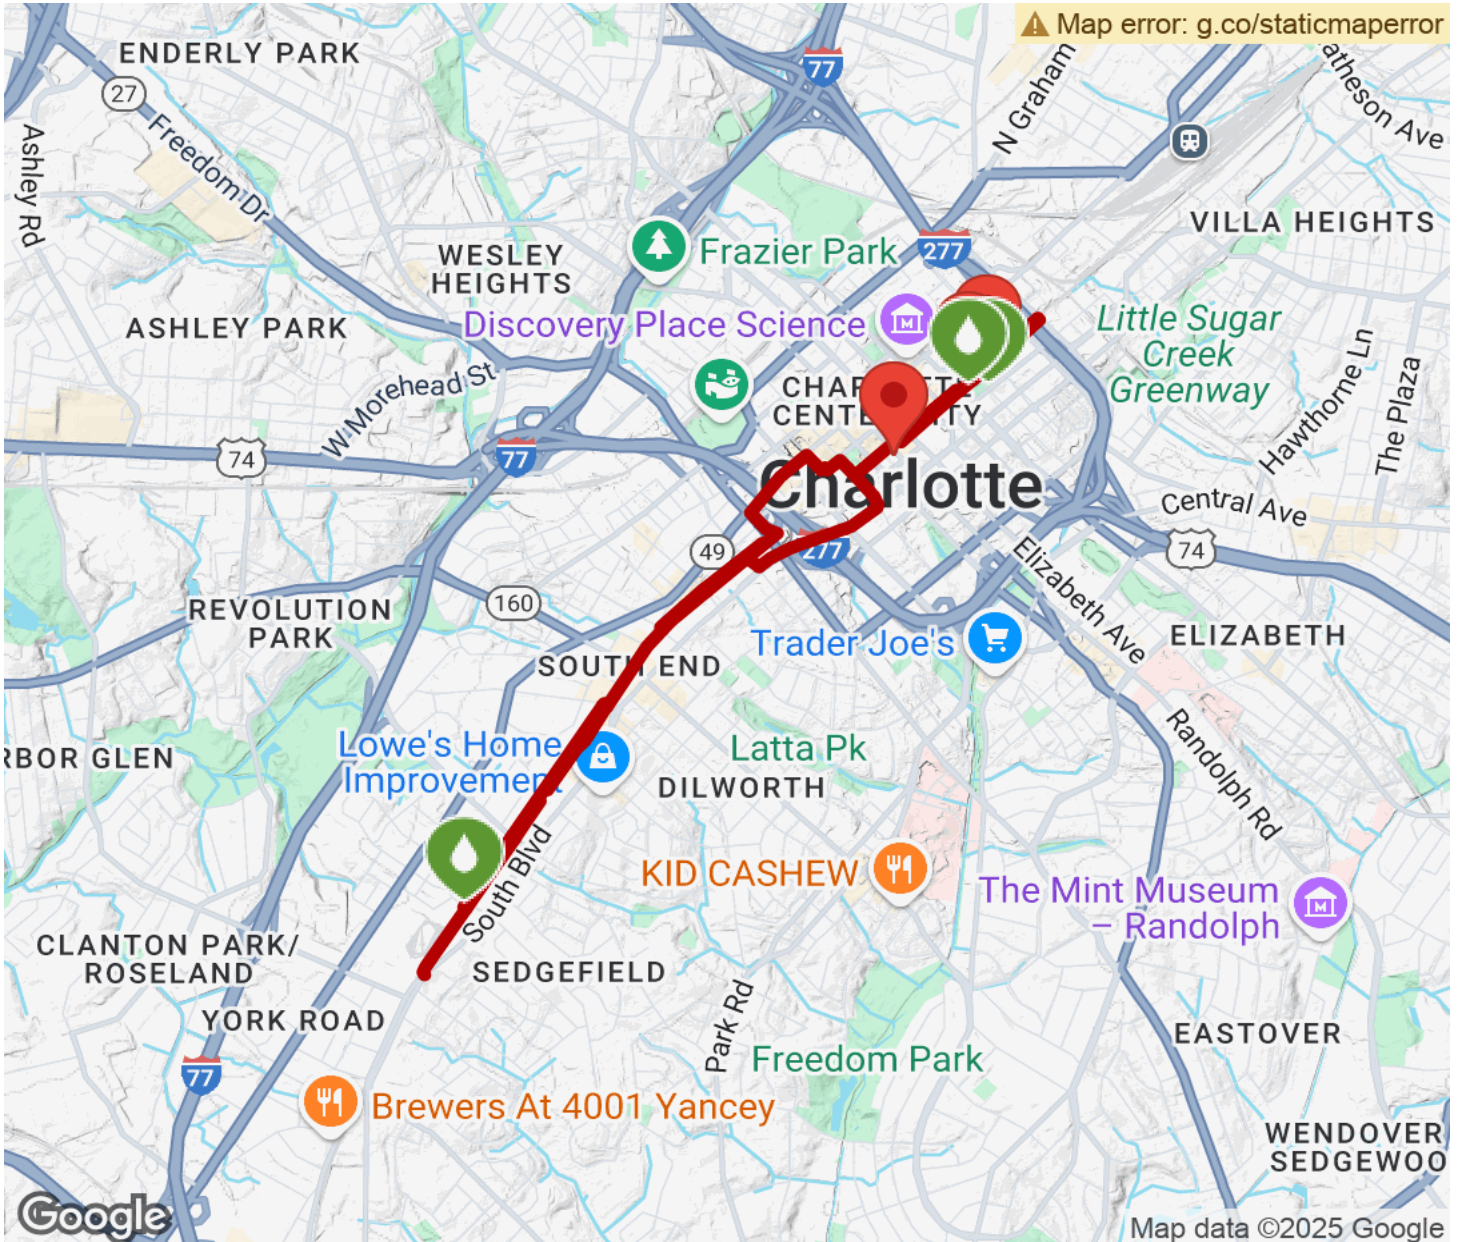 Map error: g.co/staticmaperror
ENDERLY PARK
77
27
N Graham
atheson Ave
Freedom Dr
Ashley Rd
VILLA HEIGHTS
WESLEY
HEIGHTS
Frazier Park
277
ASHLEY PARK
Discovery Place Science
Little Sugar
Creek
Greenway
W Morehead St
CHARLOTTE
CENTER CITY
Hawthorne Ln
The Plaza
74
77
Charlotte
Central Ave
49
277
74
160
Elizabeth Ave
REVOLUTION
PARK
Trader Joe's
ELIZABETH
SOUTH END
Lowe's Home
Improvement
RBOR GLEN
Latta Pk
DILWORTH
Randolph Rd
South Blvd
KID CASHEW
The Mint Museum
– Randolph
CLANTON PARK/
ROSELAND
SEDGEFIELD
YORK ROAD
Park Rd
EASTOVER
Freedom Park
77
Brewers At 4001 Yancey
WENDOVER
SEDGEWOO
Google
Map data ©2025 Google